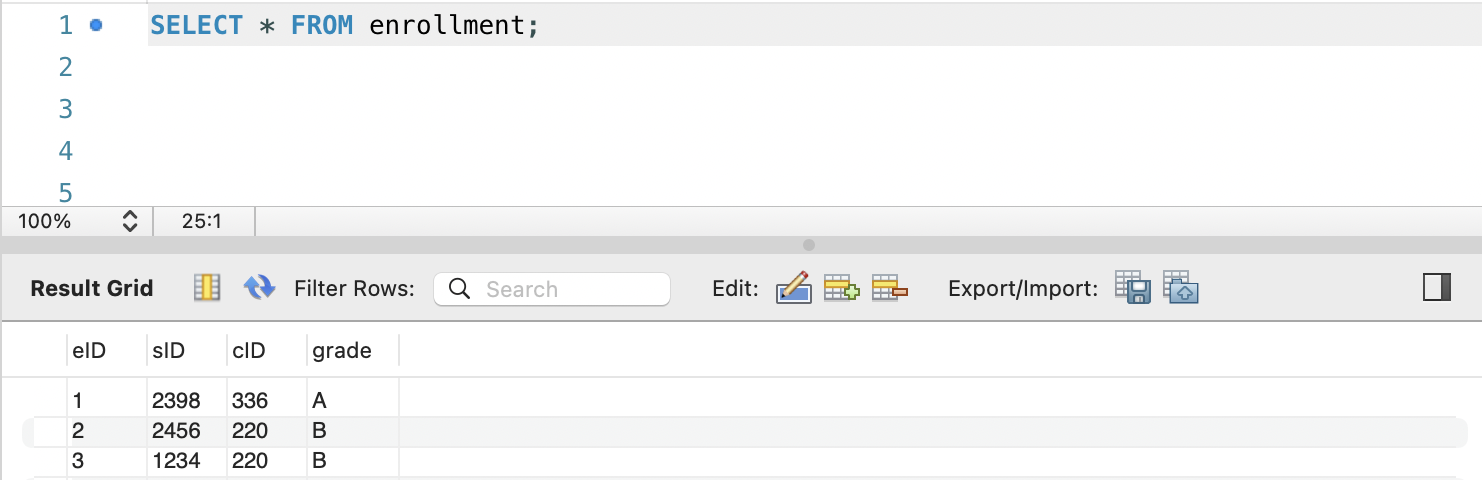 1 SELECT * FROM enrollment;
2
3
4
5
100% 25:1
Result Grid Filter Rows: Search Edit: Export/Import:
eID sID cID grade
1 2398 336 A
2 2456 220 B
3 1234 220 B